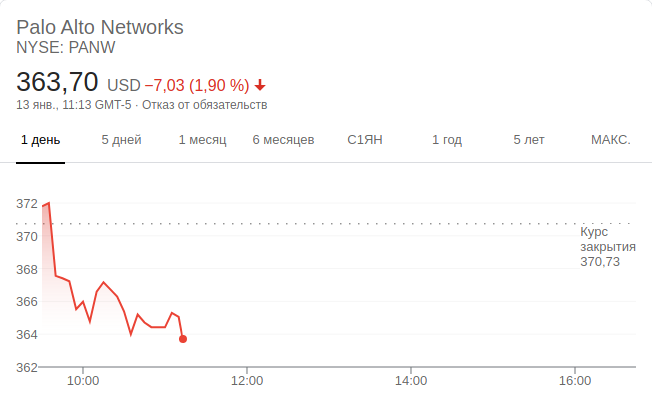 Palo Alto Networks
NYSE: PANW
363,70 USD −7,03 (1,90 %)
13 янв., 11:13 GMT-5 · Отказ от обязательств
1 день 5 дней 1 месяц 6 месяцев С1ЯН 1 год 5 лет МАКС.
372
370
368
366
364
362
Курс
закрытия
370,73
10:00 12:00 14:00 16:00